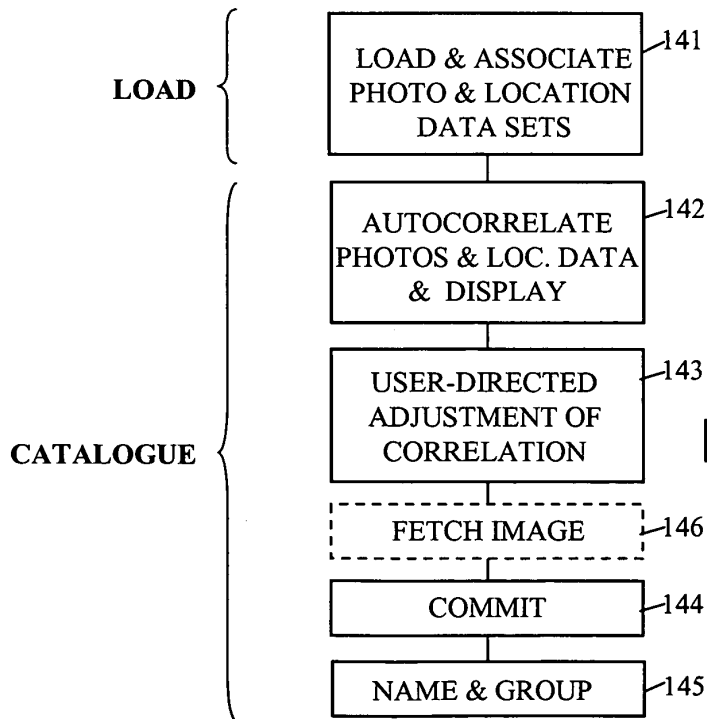 LOAD
LOAD & ASSOCIATE
PHOTO & LOCATION
DATA SETS
141
AUTOCORRELATE
PHOTOS & LOC. DATA
& DISPLAY
142
CATALOGUE
USER-DIRECTED
ADJUSTMENT OF
CORRELATION
143
FETCH IMAGE
146
COMMIT
144
NAME & GROUP
145